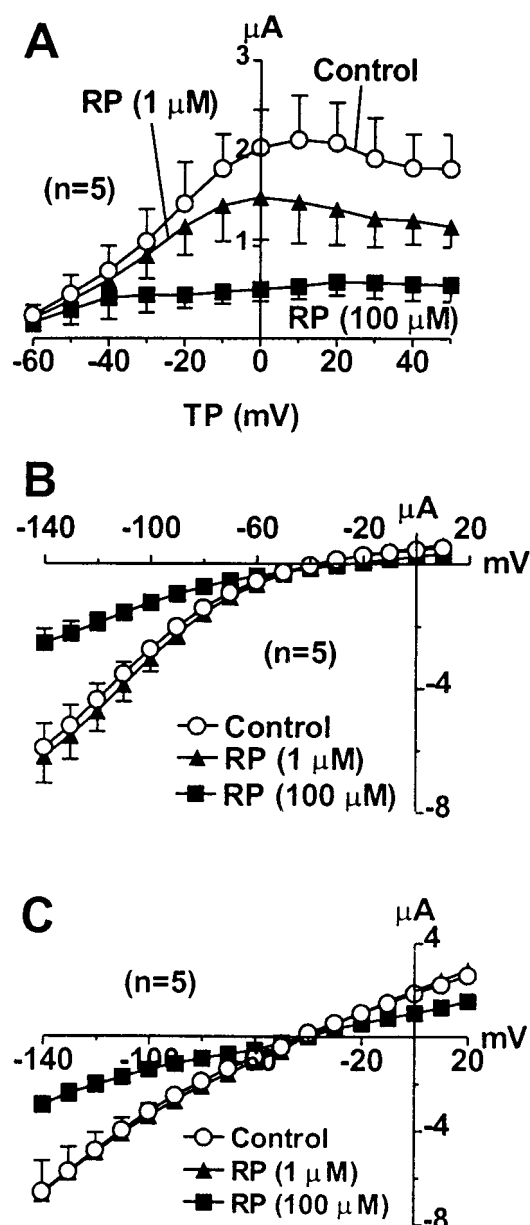 A
μA
3
Control
RP (1 μM)
2
(n=5)
1
RP (100 μM)
-60 -40 -20 0 20 40
TP (mV)
B
μA
-140 -100 -60 -20 20
mV
(n=5)
-4
Control
RP (1 μM)
RP (100 μM)
-8
C
μA
4
(n=5)
-140 -100 -60 -20 20
mV
-4
Control
RP (1 μM)
RP (100 μM)
-8